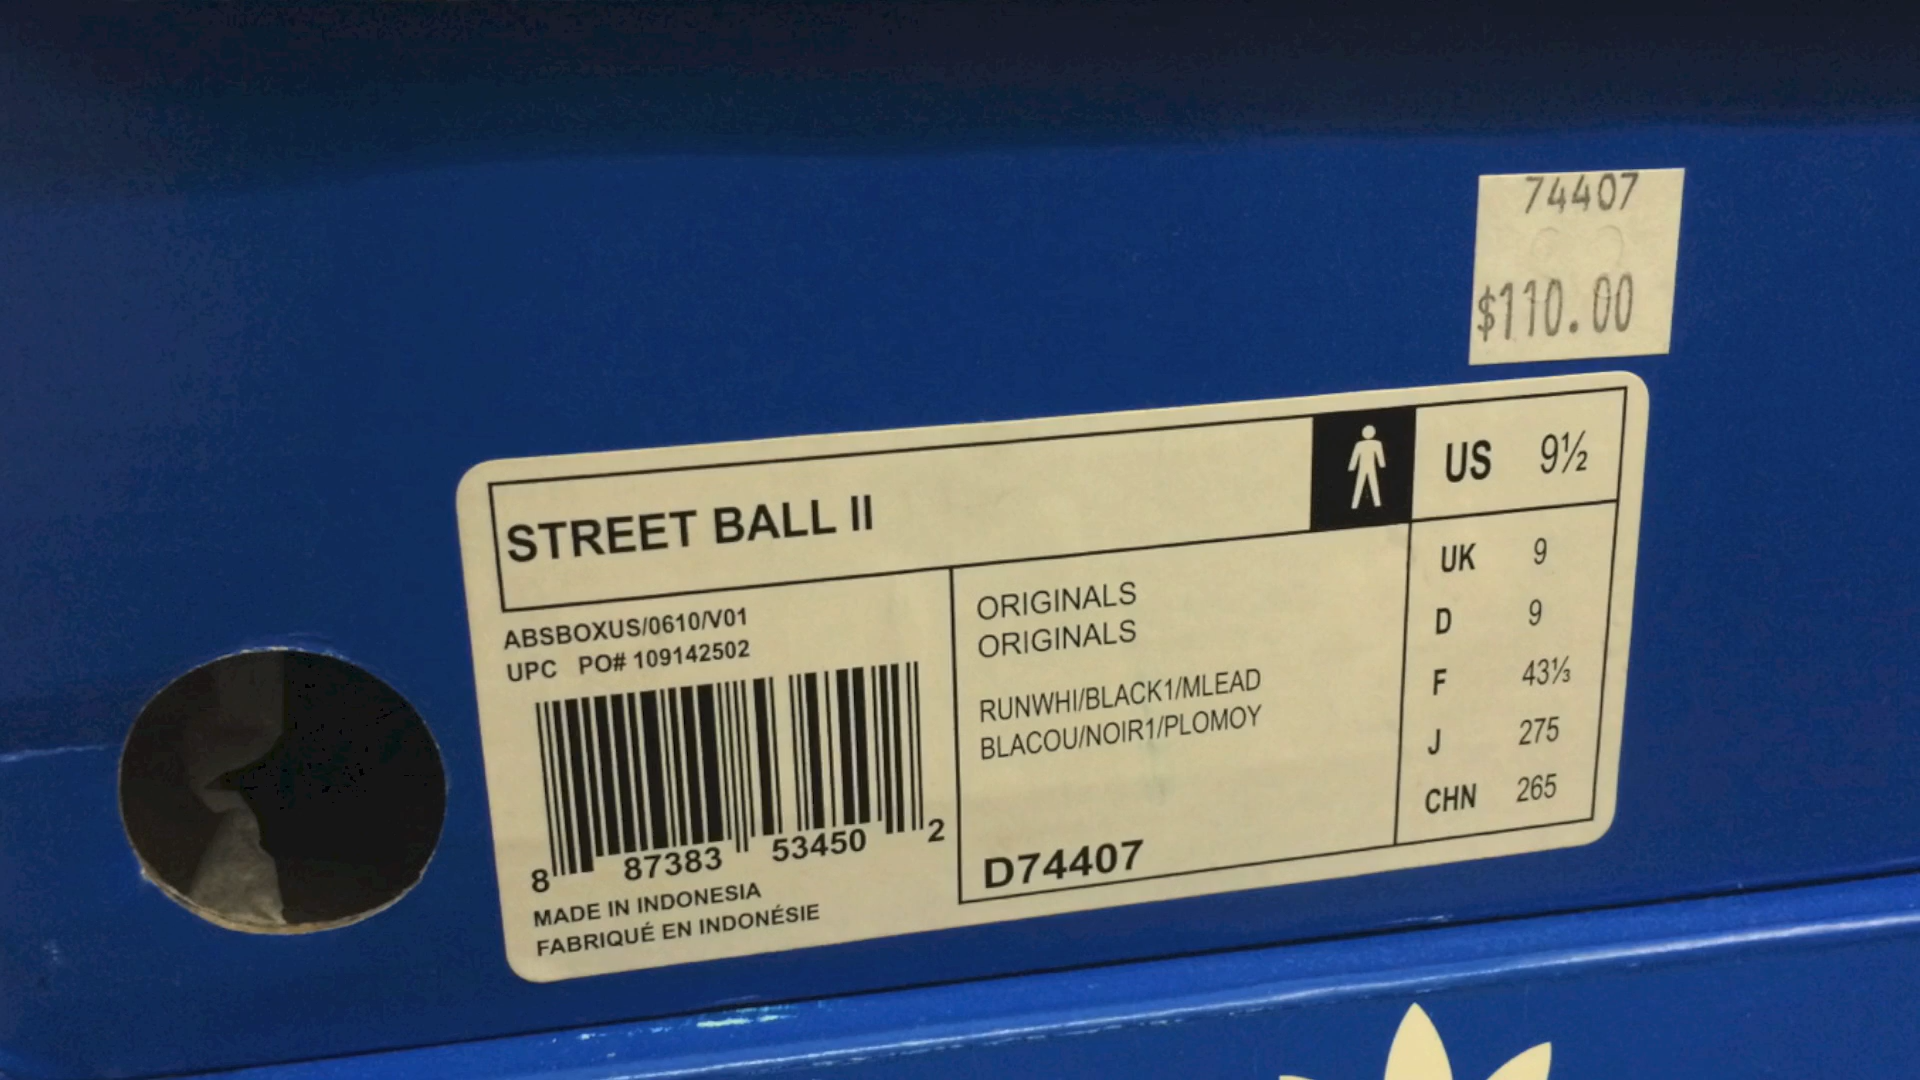 74407
$110.00
STREET BALL II
US 9½
ABSBOXUS/0610/V01
UPC PO# 109142502
8 87383 53450 2
MADE IN INDONESIA
FABRIQUÉ EN INDONÉSIE
ORIGINALS
ORIGINALS
RUNWHI/BLACK1/MLEAD
BLACOU/NOIR1/PLOMOY
D74407
UK 9
D 9
F 43⅓
J 275
CHN 265